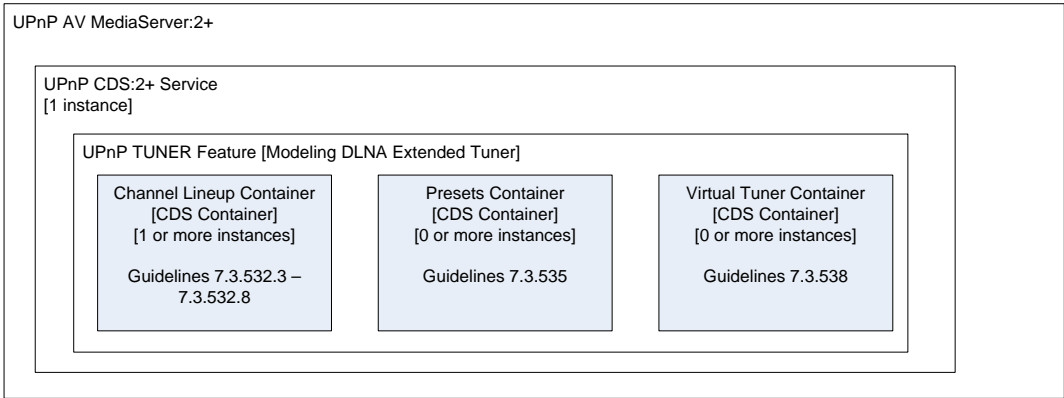 UPnP AV MediaServer:2+
UPnP CDS:2+ Service
[1 instance]
UPnP TUNER Feature [Modeling DLNA Extended Tuner]
Channel Lineup Container
[CDS Container]
[1 or more instances]
Guidelines 7.3.532.3 –
7.3.532.8
Presets Container
[CDS Container]
[0 or more instances]
Guidelines 7.3.535
Virtual Tuner Container
[CDS Container]
[0 or more instances]
Guidelines 7.3.538